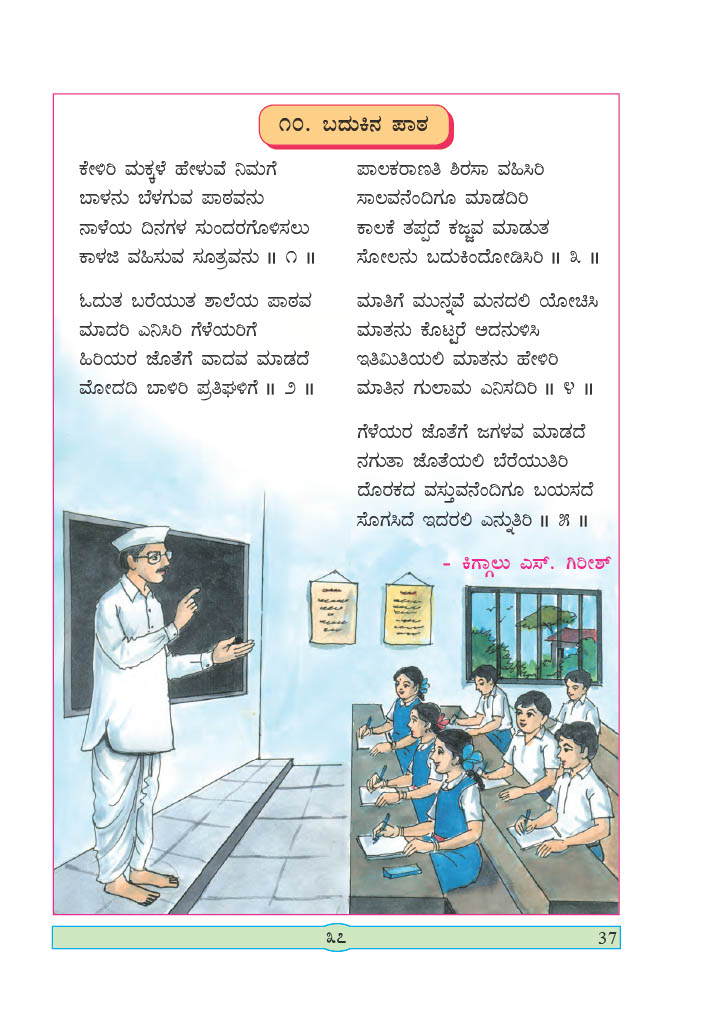 ೧೦. ಬದುಕಿನ ಪಾಠ
ಕೇಳಿರಿ ಮಕ್ಕಳೆ ಹೇಳುವೆ ನಿಮಗೆ
ಬಾಳನು ಬೆಳಗುವ ಪಾಠವನು
ನಾಳೆಯ ದಿನಗಳ ಸುಂದರಗೊಳಿಸಲು
ಕಾಳಜಿ ವಹಿಸುವ ಸೂತ್ರವನು ॥ ೧ ॥
ಓದುತ ಬರೆಯುತ ಶಾಲೆಯ ಪಾಠವ
ಮಾದರಿ ಎನಿಸಿರಿ ಗೆಳೆಯರಿಗೆ
ಹಿರಿಯರ ಜೊತೆಗೆ ವಾದವ ಮಾಡದೆ
ಮೋದದಿ ಬಾಳಿರಿ ಪ್ರತಿಘಳಿಗೆ ॥ ೨ ॥
ಪಾಲಕರಾಣತಿ ಶಿರಸಾ ವಹಿಸಿರಿ
ಸಾಲವನೆಂದಿಗೂ ಮಾಡದಿರಿ
ಕಾಲಕೆ ತಪ್ಪದೆ ಕಜ್ಜವ ಮಾಡುತ
ಸೋಲನು ಬದುಕಿಂದೋಡಿಸಿರಿ ॥ ೩ ॥
ಮಾತಿಗೆ ಮುನ್ನವೆ ಮನದಲಿ ಯೋಚಿಸಿ
ಮಾತನು ಕೊಟ್ಟರೆ ಅದನುಳಿಸಿ
ಇತಿಮಿತಿಯಲಿ ಮಾತನು ಹೇಳಿರಿ
ಮಾತಿನ ಗುಲಾಮ ಎನಿಸದಿರಿ ॥ ೪ ॥
ಗೆಳೆಯರ ಜೊತೆಗೆ ಜಗಳವ ಮಾಡದೆ
ನಗುತಾ ಜೊತೆಯಲಿ ಬೆರೆಯುತಿರಿ
ದೊರಕದ ವಸ್ತುವನೆಂದಿಗೂ ಬಯಸದೆ
ಸೊಗಸಿದೆ ಇದರಲಿ ಎನ್ನುತಿರಿ ॥ ೫ ॥
- ಕಿಗ್ಗಾಲು ಎಸ್. ಗಿರೀಶ್
೩೭
37